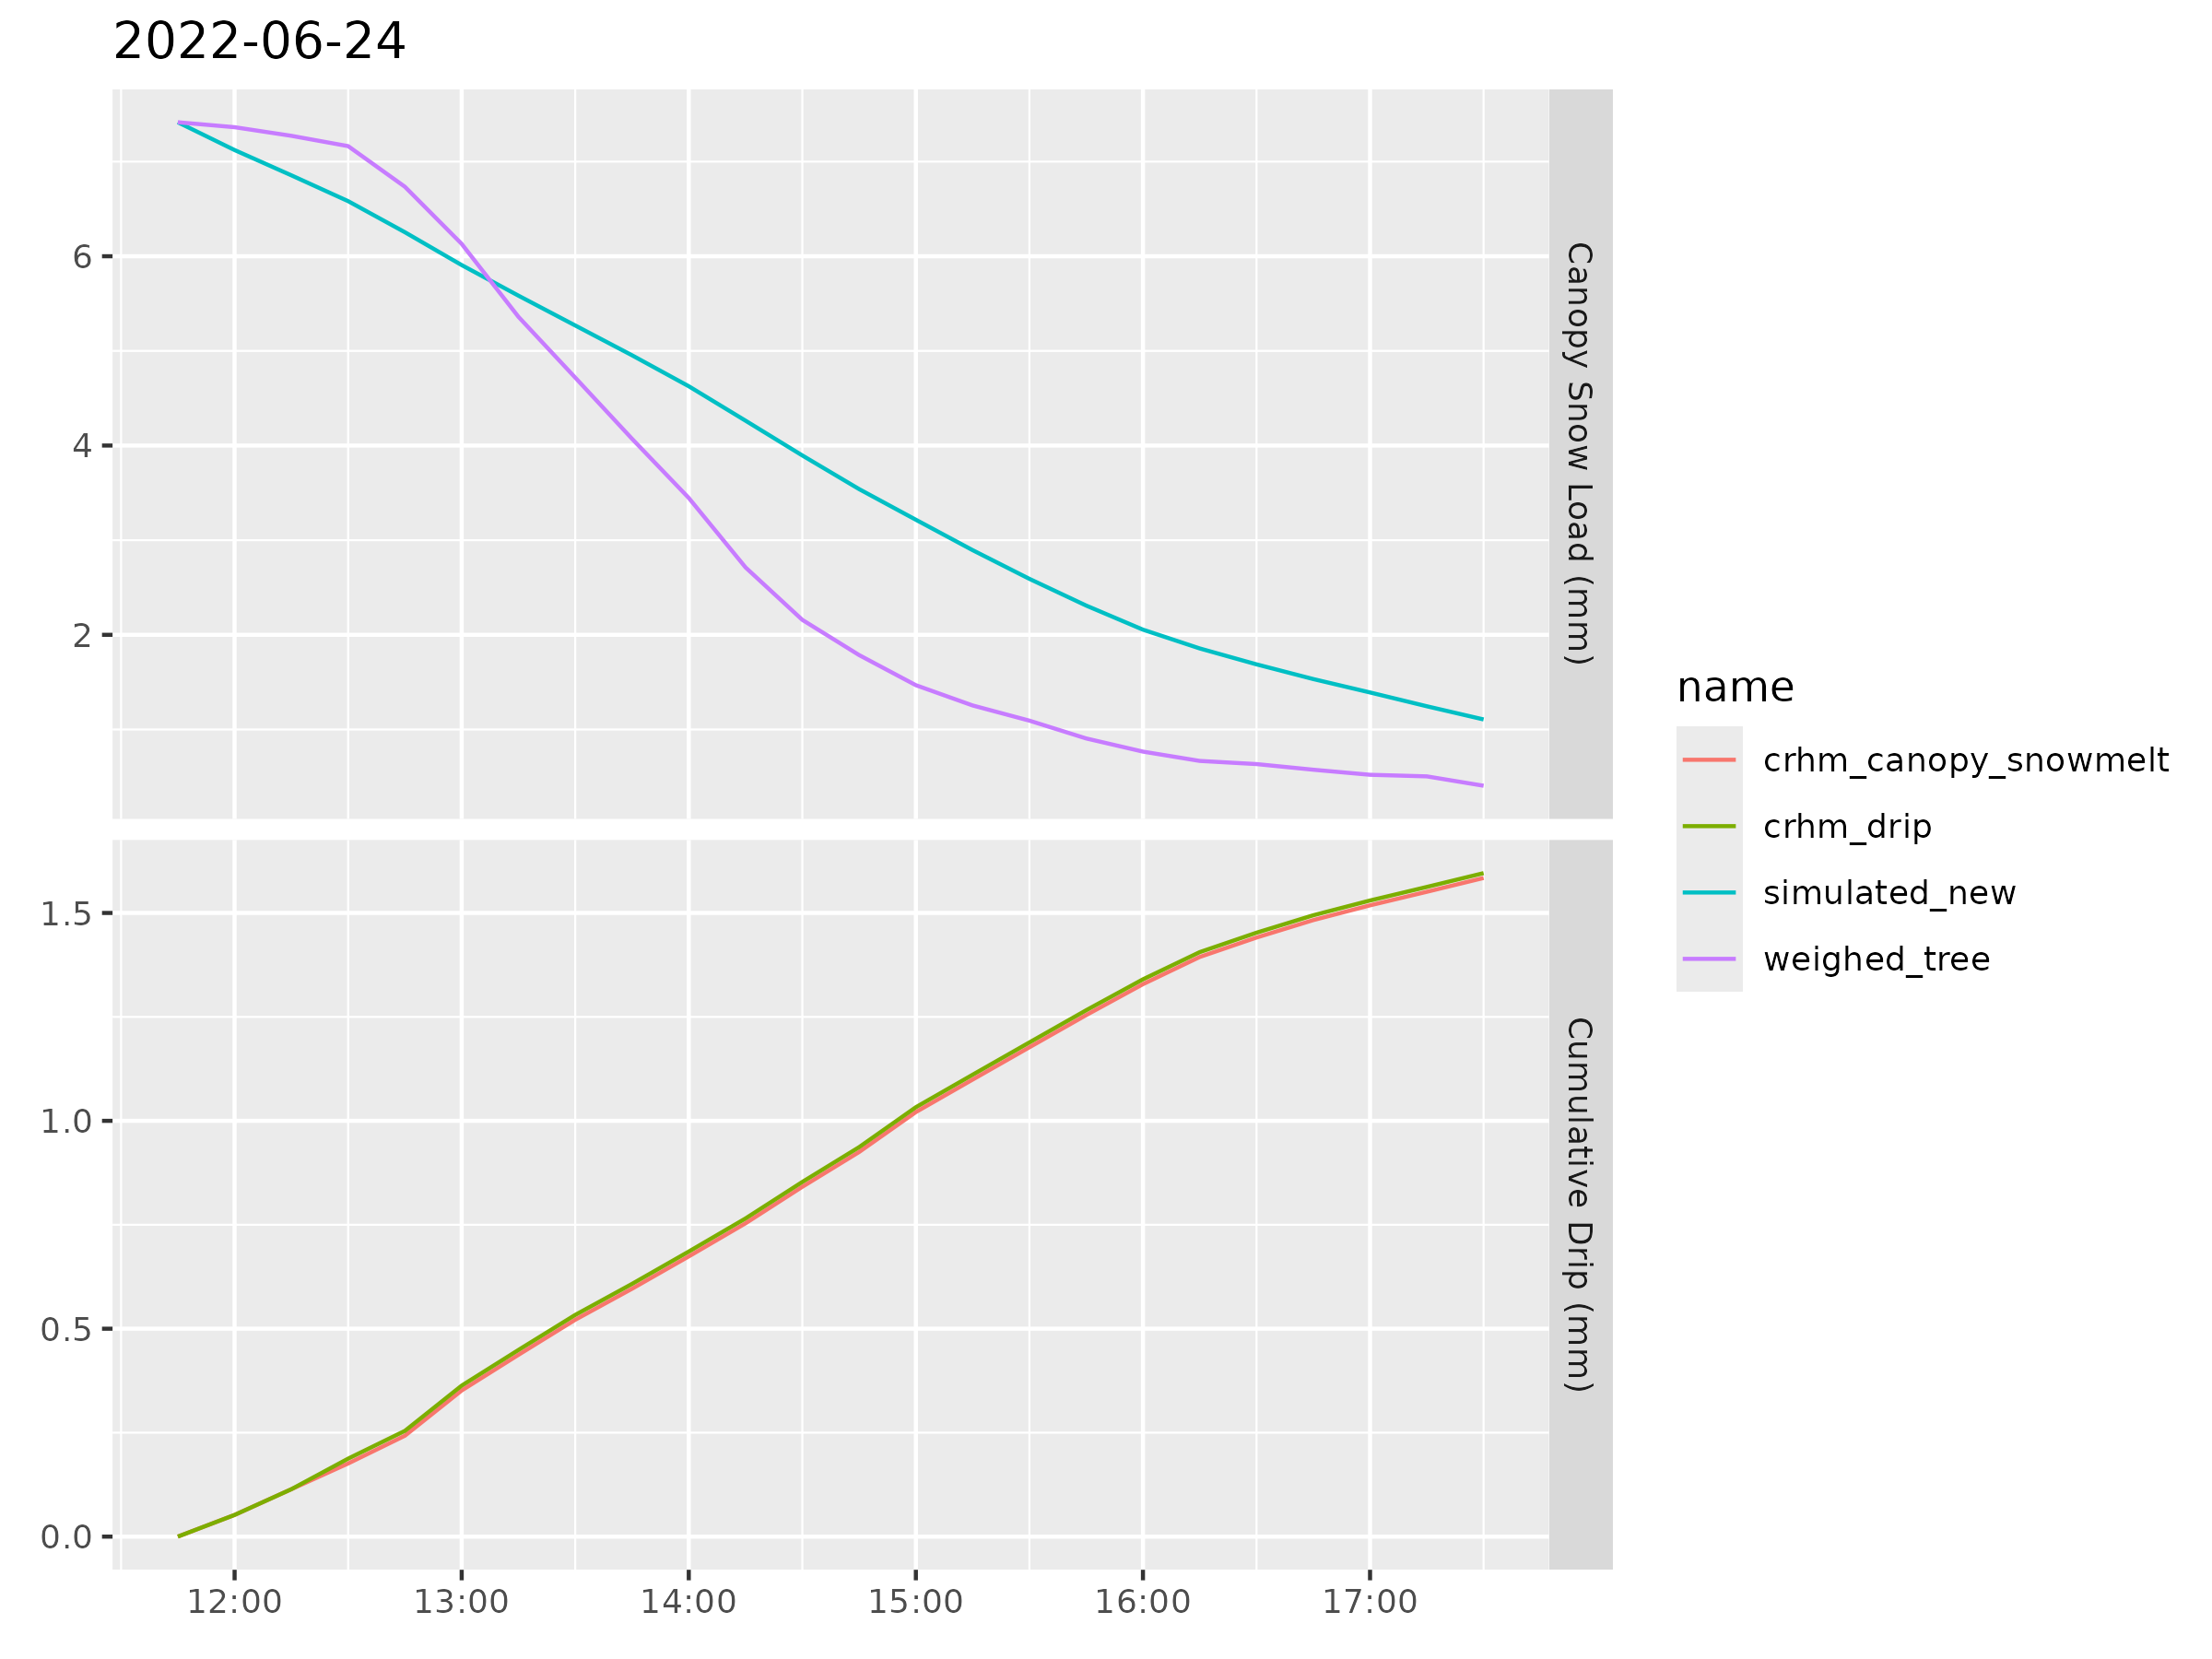 2022-06-24
6
4
2
Canopy Snow Load (mm)
1.5
1.0
0.5
0.0
Cumulative Drip (mm)
12:00
13:00
14:00
15:00
16:00
17:00
name
crhm_canopy_snowmelt
crhm_drip
simulated_new
weighed_tree